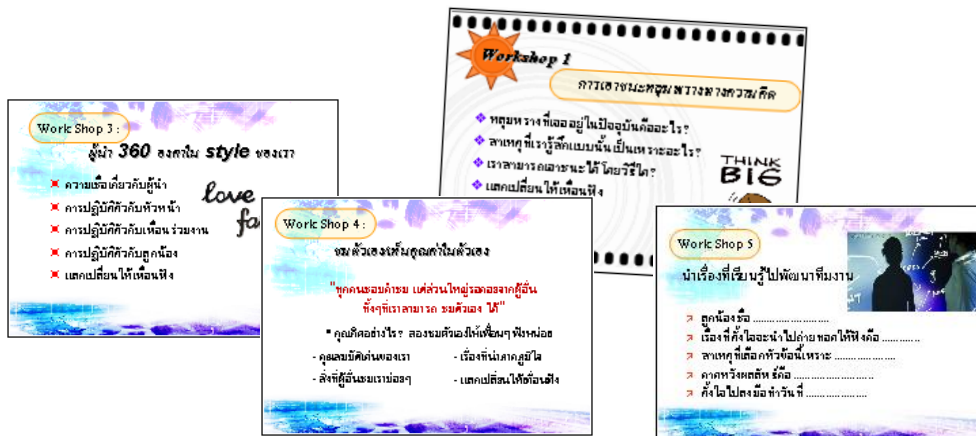 Workshop 1
การเอาชนะหลุมพรางทางความคิด
หลุมพรางที่เจออยู่ในปัจจุบันคืออะไร?
สาเหตุที่เรารู้สึกแบบนั้นเป็นเพราะอะไร?
เราสามารถเอาชนะได้ โดยวิธีใด?
แลกเปลี่ยนให้เพื่อนฟัง
THINK
BIG
Work Shop 3 :
ผู้นำ 360 องศาใน style ของเรา
ความเชื่อเกี่ยวกับผู้นำ
การปฏิบัติตัวกับหัวหน้า
การปฏิบัติตัวกับเพื่อนร่วมงาน
การปฏิบัติตัวกับลูกน้อง
แลกเปลี่ยนให้เพื่อนฟัง
love
fa
Work Shop 4 :
ชมตัวเองเห็นคุณค่าในตัวเอง
"ทุกคนชอบคำชม แต่ส่วนใหญ่รอคอยจากผู้อื่น
ทั้งๆที่เราสามารถ ชมตัวเอง ได้"
คุณคิดอย่างไร? ลองชมตัวเองให้เพื่อนๆ ฟังหน่อย
- คุณสมบัติเด่นของเรา
- เรื่องที่น่าภาคภูมิใจ
- สิ่งที่ผู้อื่นชมเราบ่อยๆ
- แลกเปลี่ยนให้เพื่อนฟัง
Work Shop 5
นำเรื่องที่เรียนรู้ไปพัฒนาทีมงาน
ลูกน้องชื่อ ........................
เรื่องที่ตั้งใจจะนำไปถ่ายทอดให้ฟังคือ ............
สาเหตุที่เลือกหัวข้อนี้เพราะ ...................
คาดหวังผลลัพธ์คือ .........................
ตั้งใจไปลงมือทำวันที่ ...................